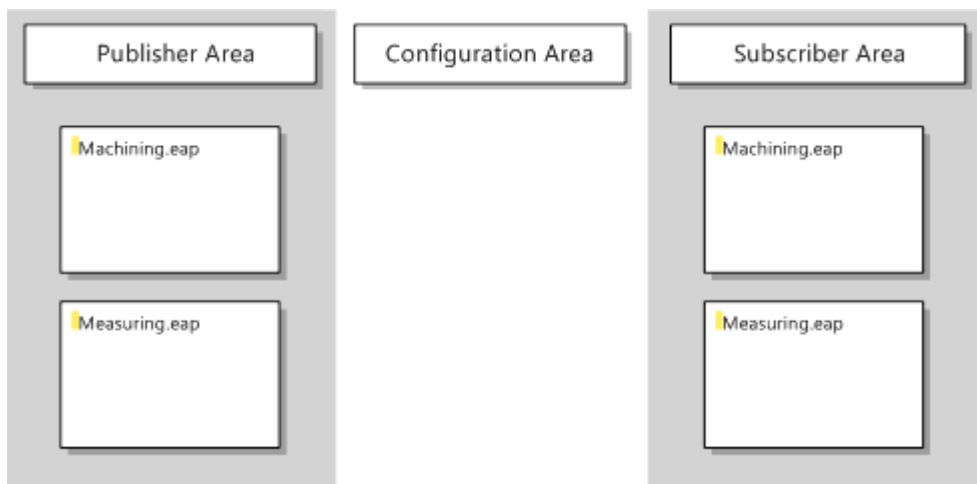 Publisher Area
Configuration Area
Subscriber Area
Machining.eap
Machining.eap
Measuring.eap
Measuring.eap